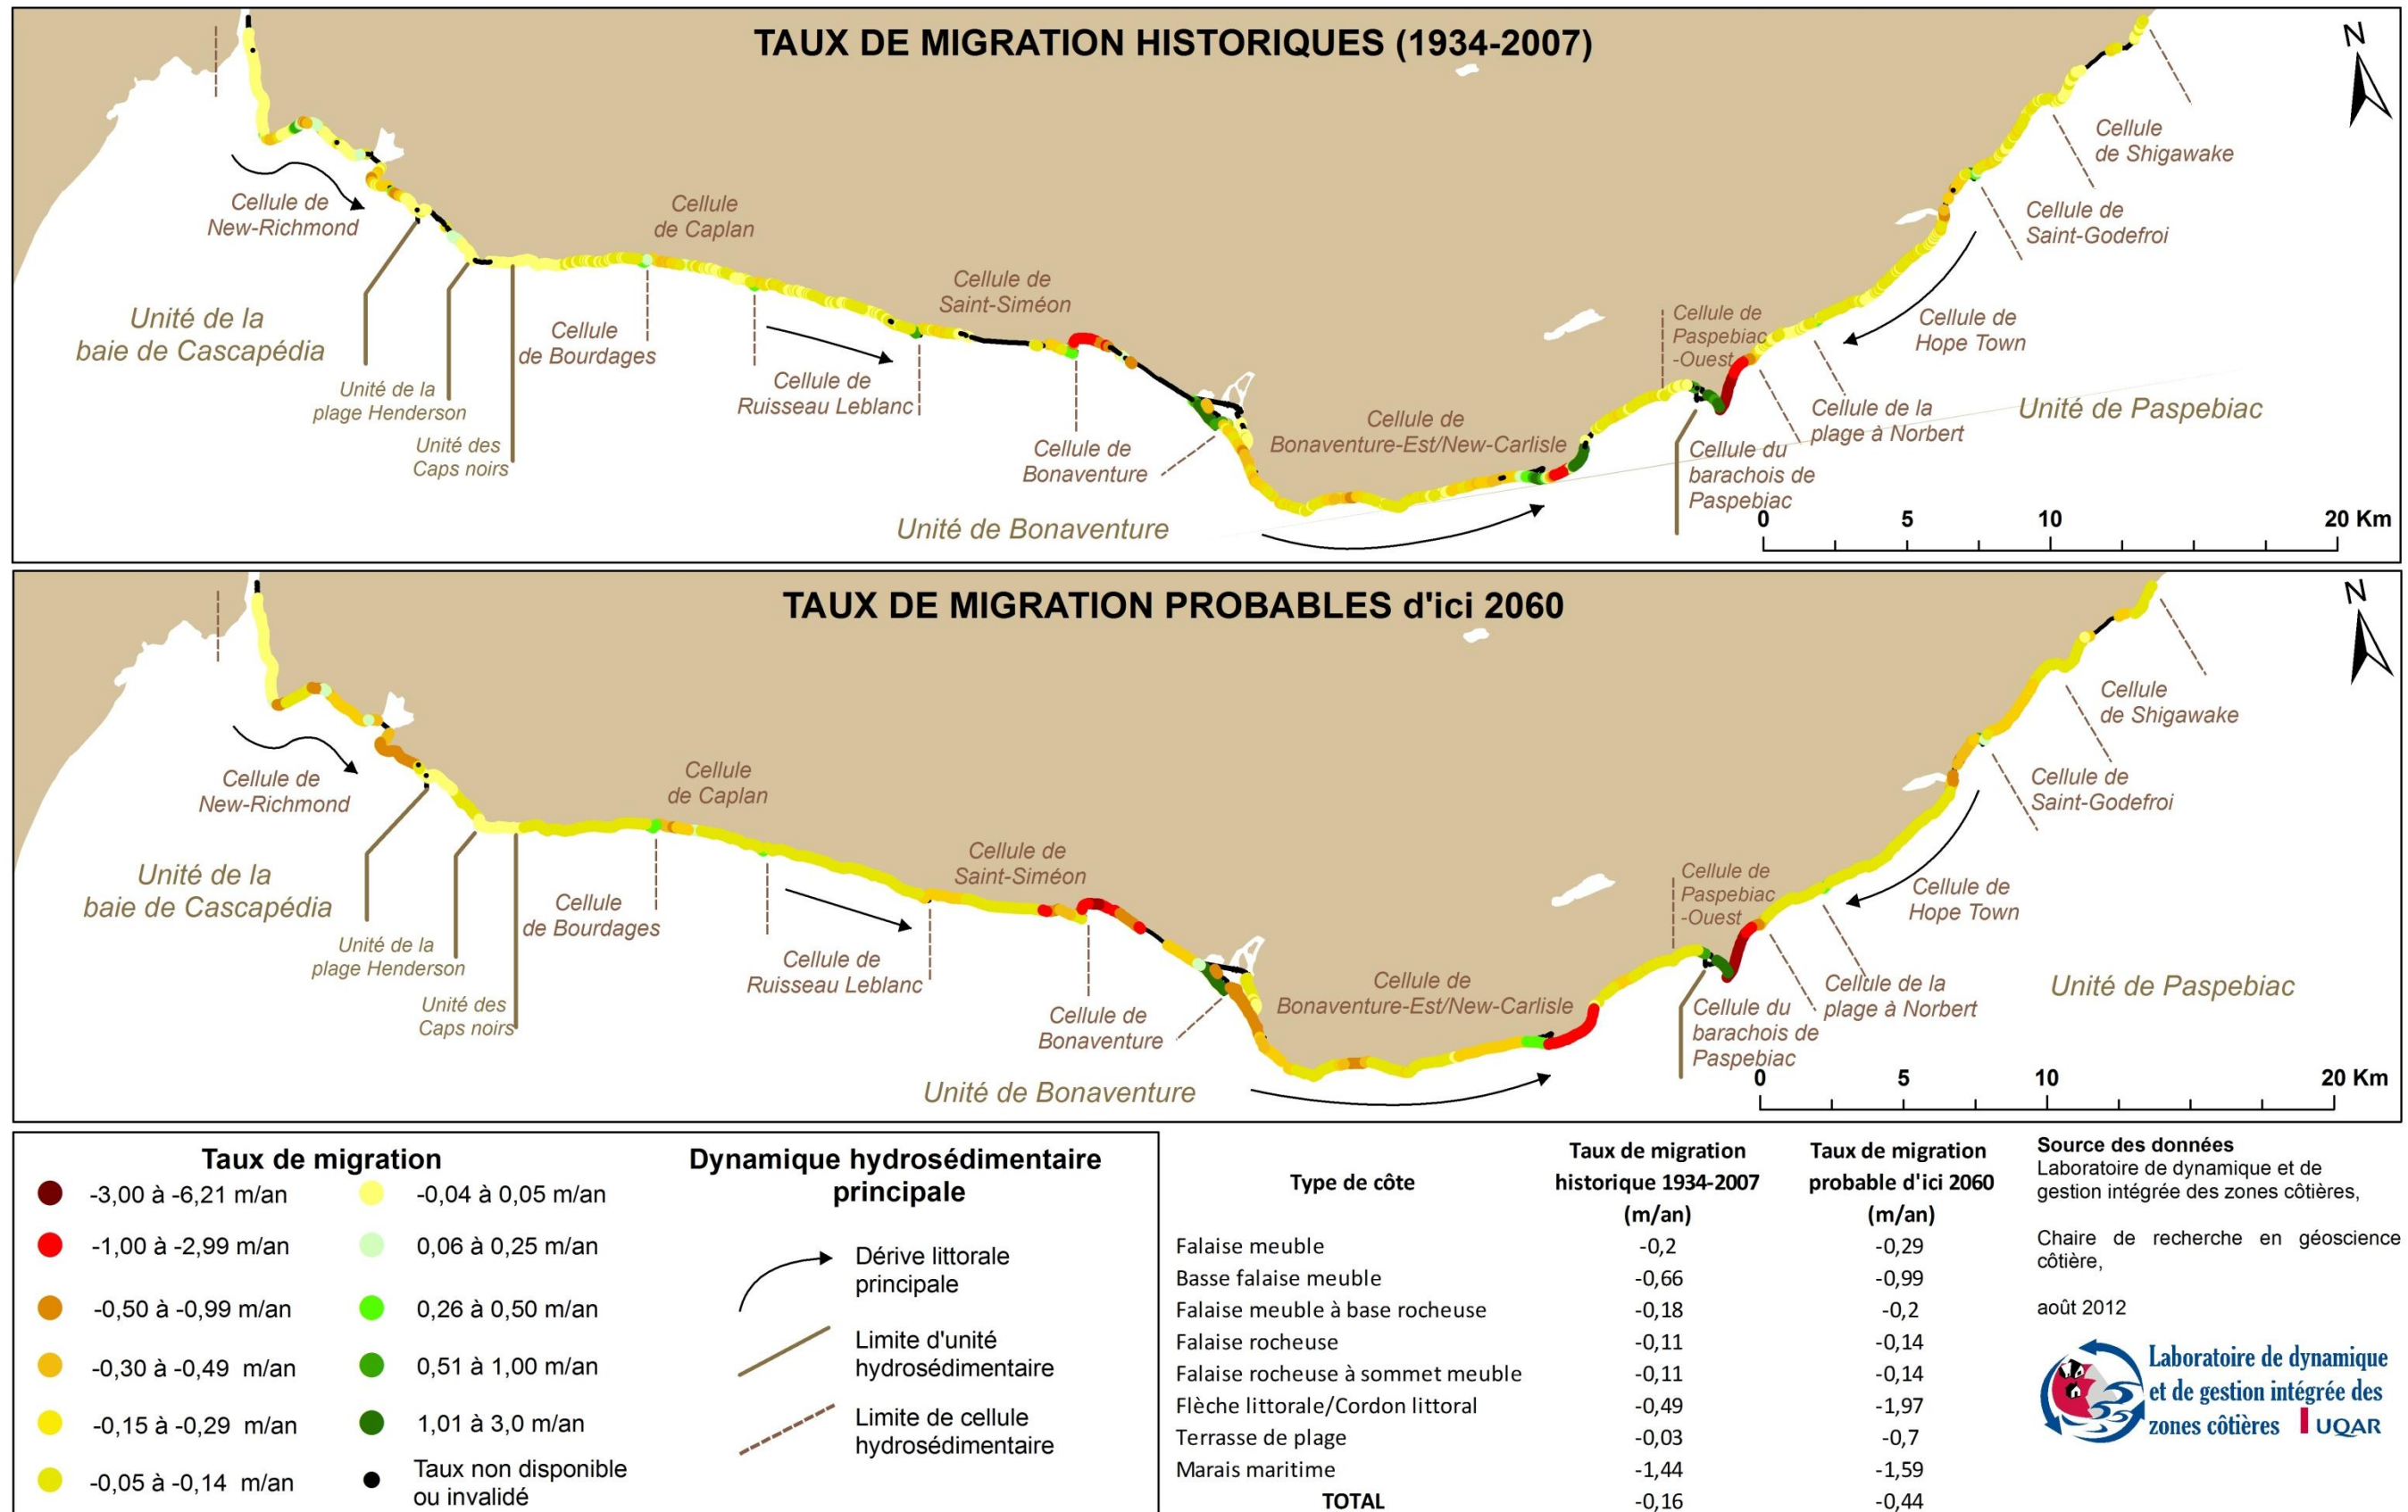 TAUX DE MIGRATION HISTORIQUES (1934-2007)
N
Cellule de
New-Richmond
Unité de la
baie de Cascapédia
Unité de la
plage Henderson
Unité des
Caps noirs
Cellule
de Bourdages
Cellule
de Caplan
Cellule de
Ruisseau Leblanc
Cellule de
Saint-Siméon
Cellule de
Bonaventure
Unité de Bonaventure
Cellule de
Bonaventure-Est/New-Carlisle
Cellule de
Paspebiac
-Ouest
Cellule du
barachois de
Paspebiac
Cellule de la
plage à Norbert
Unité de Paspebiac
Cellule de
Hope Town
Cellule de
Saint-Godefroi
Cellule
de Shigawake
0 5 10 20 Km
TAUX DE MIGRATION PROBABLES d'ici 2060
N
Cellule de
New-Richmond
Unité de la
baie de Cascapédia
Unité de la
plage Henderson
Unité des
Caps noirs
Cellule
de Bourdages
Cellule
de Caplan
Cellule de
Ruisseau Leblanc
Cellule de
Saint-Siméon
Cellule de
Bonaventure
Unité de Bonaventure
Cellule de
Bonaventure-Est/New-Carlisle
Cellule de
Paspebiac
-Ouest
Cellule du
barachois de
Paspebiac
Cellule de la
plage à Norbert
Unité de Paspebiac
Cellule de
Hope Town
Cellule de
Saint-Godefroi
Cellule
de Shigawake
0 5 10 20 Km
Taux de migration
-3,00 à -6,21 m/an
-1,00 à -2,99 m/an
-0,50 à -0,99 m/an
-0,30 à -0,49 m/an
-0,15 à -0,29 m/an
-0,05 à -0,14 m/an
-0,04 à 0,05 m/an
0,06 à 0,25 m/an
0,26 à 0,50 m/an
0,51 à 1,00 m/an
1,01 à 3,0 m/an
Taux non disponible
ou invalidé
Dynamique hydrosédimentaire
principale
Dérive littorale
principale
Limite d'unité
hydrosédimentaire
Limite de cellule
hydrosédimentaire
Type de côte
Taux de migration
historique 1934-2007
(m/an)
Taux de migration
probable d'ici 2060
(m/an)
Falaise meuble -0,2 -0,29
Basse falaise meuble -0,66 -0,99
Falaise meuble à base rocheuse -0,18 -0,2
Falaise rocheuse -0,11 -0,14
Falaise rocheuse à sommet meuble -0,11 -0,14
Flèche littorale/Cordon littoral -0,49 -1,97
Terrasse de plage -0,03 -0,7
Marais maritime -1,44 -1,59
TOTAL -0,16 -0,44
Source des données
Laboratoire de dynamique et de
gestion intégrée des zones côtières,
Chaire de recherche en géoscience
côtière,
août 2012
Laboratoire de dynamique
et de gestion intégrée des
zones côtières UQAR